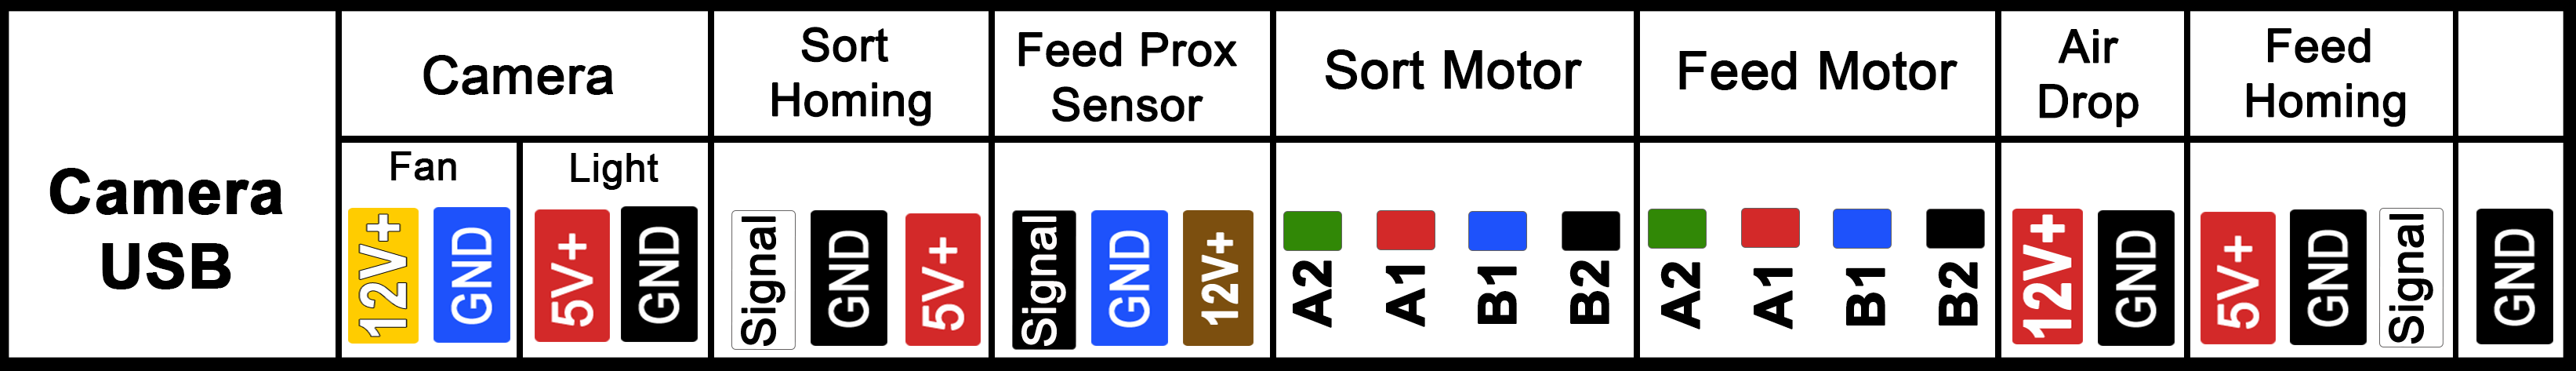 Camera
USB
Camera
Fan
12V+
GND
Light
5V+
GND
Sort
Homing
Signal
GND
5V+
Feed Prox
Sensor
Signal
GND
12V+
Sort Motor
A2
A1
B1
B2
Feed Motor
A2
A1
B1
B2
Air
Drop
12V+
GND
Feed
Homing
5V+
GND
Signal
GND